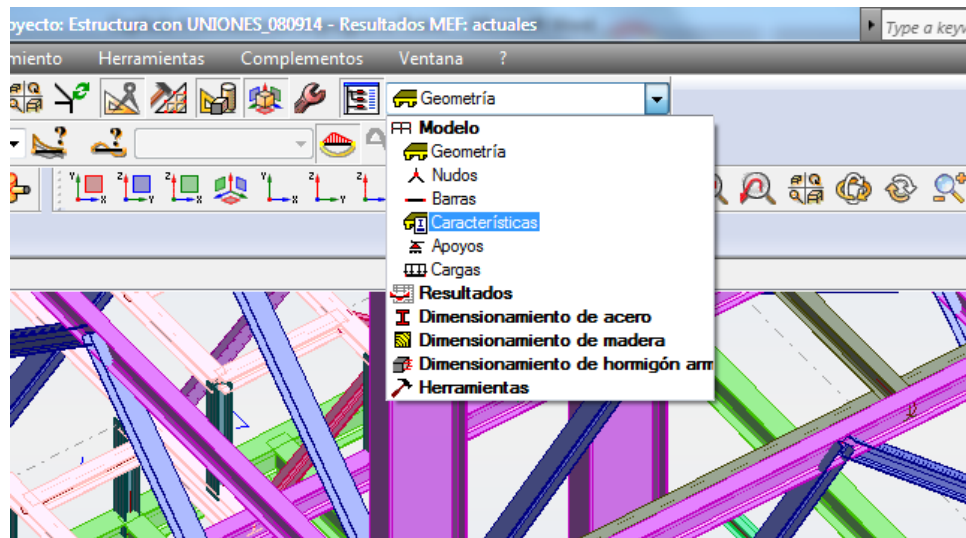 oyecto: Estructura con UNIONES_080914 - Resultados MEF: actuales
Type a keyw
miento Herramientas Complementos Ventana ?
Geometría
Modelo
Geometría
Nudos
Barras
Características
Apoyos
Cargas
Resultados
Dimensionamiento de acero
Dimensionamiento de madera
Dimensionamiento de hormigón arm
Herramientas